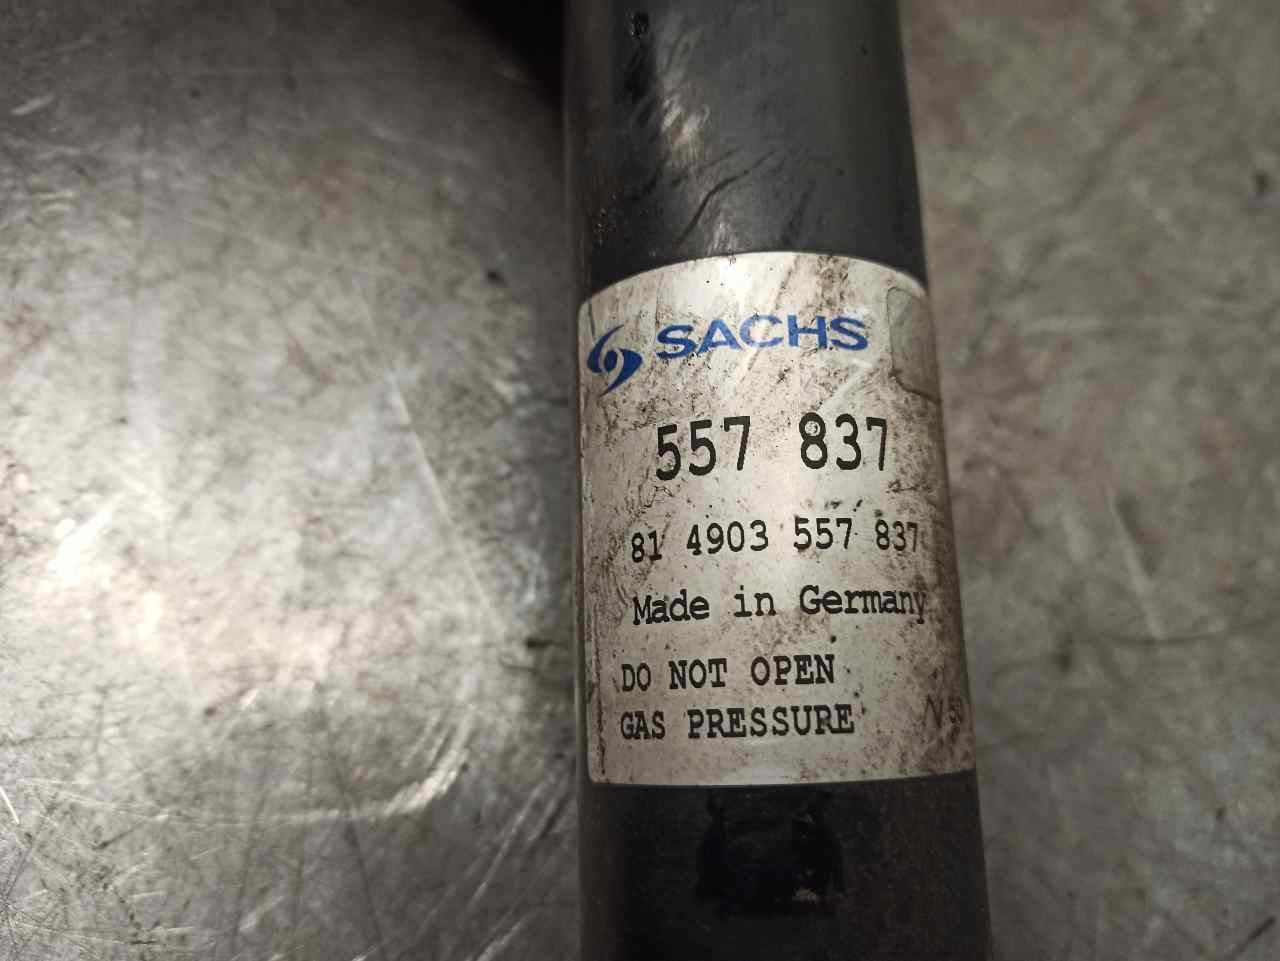 SACHS
557 837
81 4903 557 837
Made in Germany
DO NOT OPEN
GAS PRESSURE